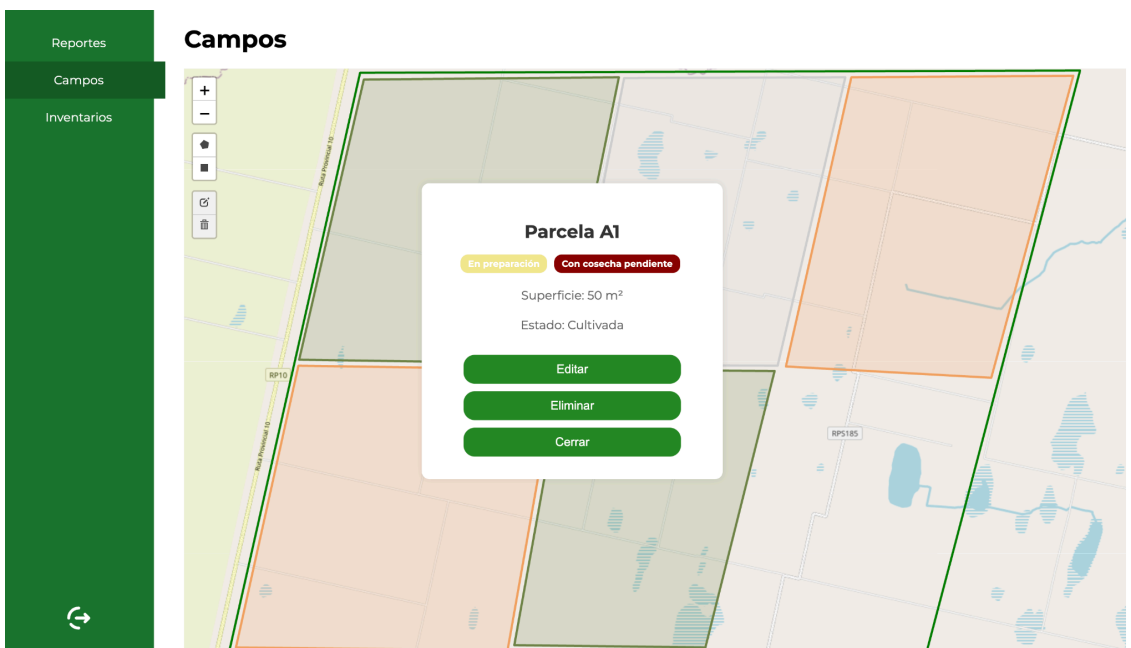 Reportes
Campos
Inventarios
Campos
+
−
Ruta Provincial 10
Parcela A1
En preparación
Con cosecha pendiente
Superficie: 50 m²
Estado: Cultivada
Editar
Eliminar
Cerrar
RP10
Ruta Provincial 10
RP5185